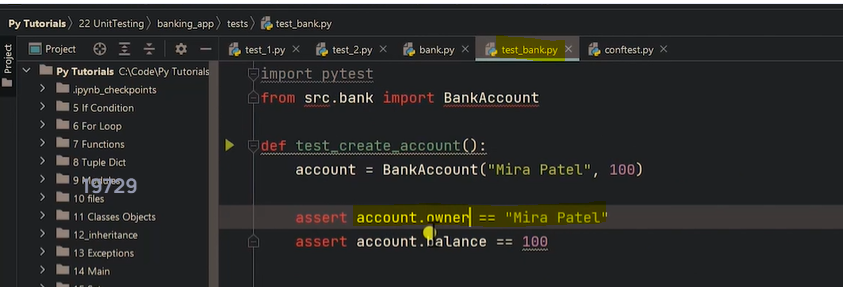 Py Tutorials 22 UnitTesting banking_app tests test_bank.py
Project
Project test_1.py test_2.py bank.py test_bank.py conftest.py
Py Tutorials C:\Code\Py Tutorials
.ipynb_checkpoints
5 If Condition
6 For Loop
7 Functions
8 Tuple Dict
9 Modules
19729
10 files
11 Classes Objects
12_inheritance
13 Exceptions
14 Main
import pytest
from src.bank import BankAccount
def test_create_account():
account = BankAccount("Mira Patel", 100)
assert account.owner == "Mira Patel"
assert account.balance == 100